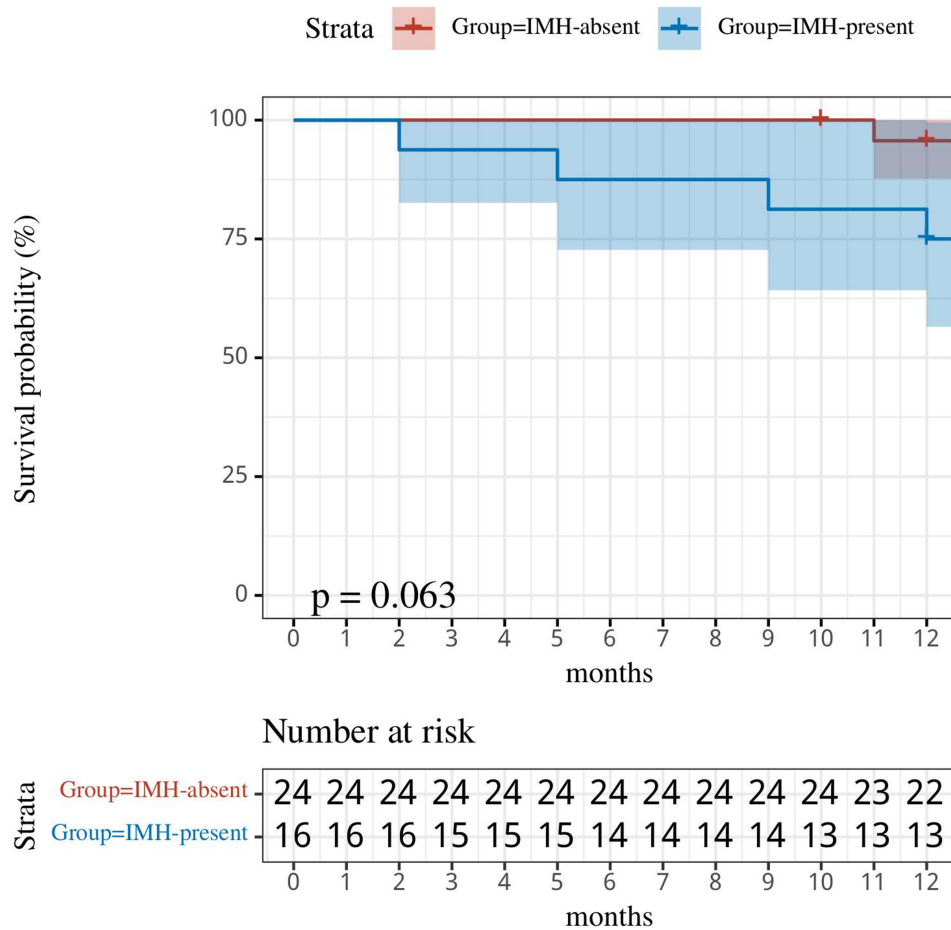 Strata Group=IMH-absent Group=IMH-present
Survival probability (%)
100
75
50
25
0
p = 0.063
0 1 2 3 4 5 6 7 8 9 10 11 12
months
Number at risk
Strata
Group=IMH-absent 24 24 24 24 24 24 24 24 24 24 24 23 22
Group=IMH-present 16 16 16 15 15 15 14 14 14 14 13 13 13
0 1 2 3 4 5 6 7 8 9 10 11 12
months